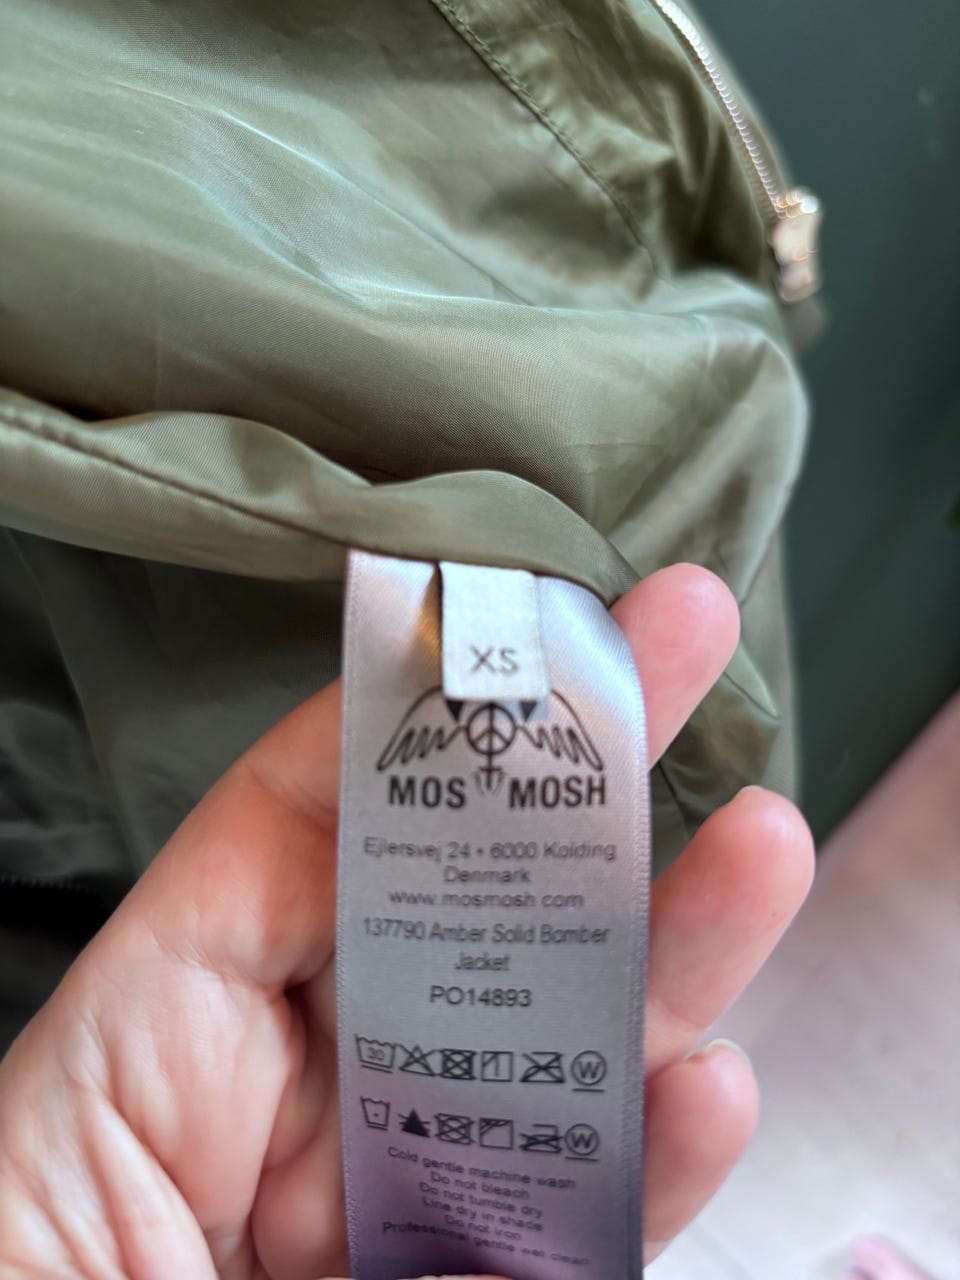 XS
MOS MOSH
Ejlersvej 24 • 6000 Kolding
Denmark
www.mosmosh.com
137790 Amber Solid Bomber
Jacket
PO14893
30 W
W
Cold gentle machine wash
Do not bleach
Do not tumble dry
Line dry in shade
Do not iron
Professional gentle wet clean